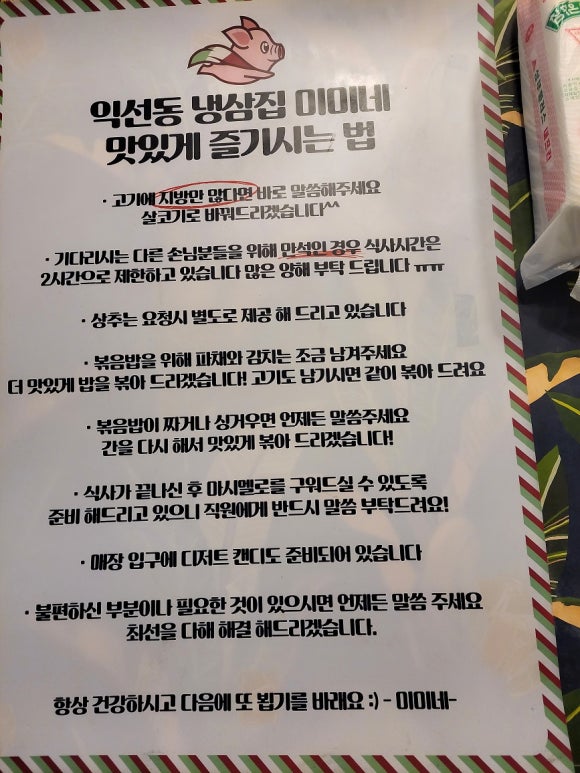 익선동 냉삼집 이이네
맛있게 즐기시는 법
· 고기에 지방만 많다면 바로 말씀해주세요
살코기로 바꿔드리겠습니다^^
· 기다리시는 다른 손님분들을 위해 만석인 경우 식사시간은
2시간으로 제한하고 있습니다 많은 양해 부탁 드립니다 ㅠㅠ
· 상추는 요청시 별도로 제공 해 드리고 있습니다
· 볶음밥을 위해 파채와 김치는 조금 남겨주세요
더 맛있게 밥을 볶아 드리겠습니다! 고기도 남기시면 같이 볶아 드려요
· 볶음밥이 짜거나 싱거우면 언제든 말씀주세요
간을 다시 해서 맛있게 볶아 드리겠습니다!
· 식사가 끝나신 후 마시멜로를 구워드실 수 있도록
준비 해드리고 있으니 직원에게 반드시 말씀 부탁드려요!
· 매장 입구에 디저트 캔디도 준비되어 있습니다
· 불편하신 부분이나 필요한 것이 있으시면 언제든 말씀 주세요
최선을 다해 해결 해드리겠습니다.
항상 건강하시고 다음에 또 뵙기를 바래요 :) - 이이네-